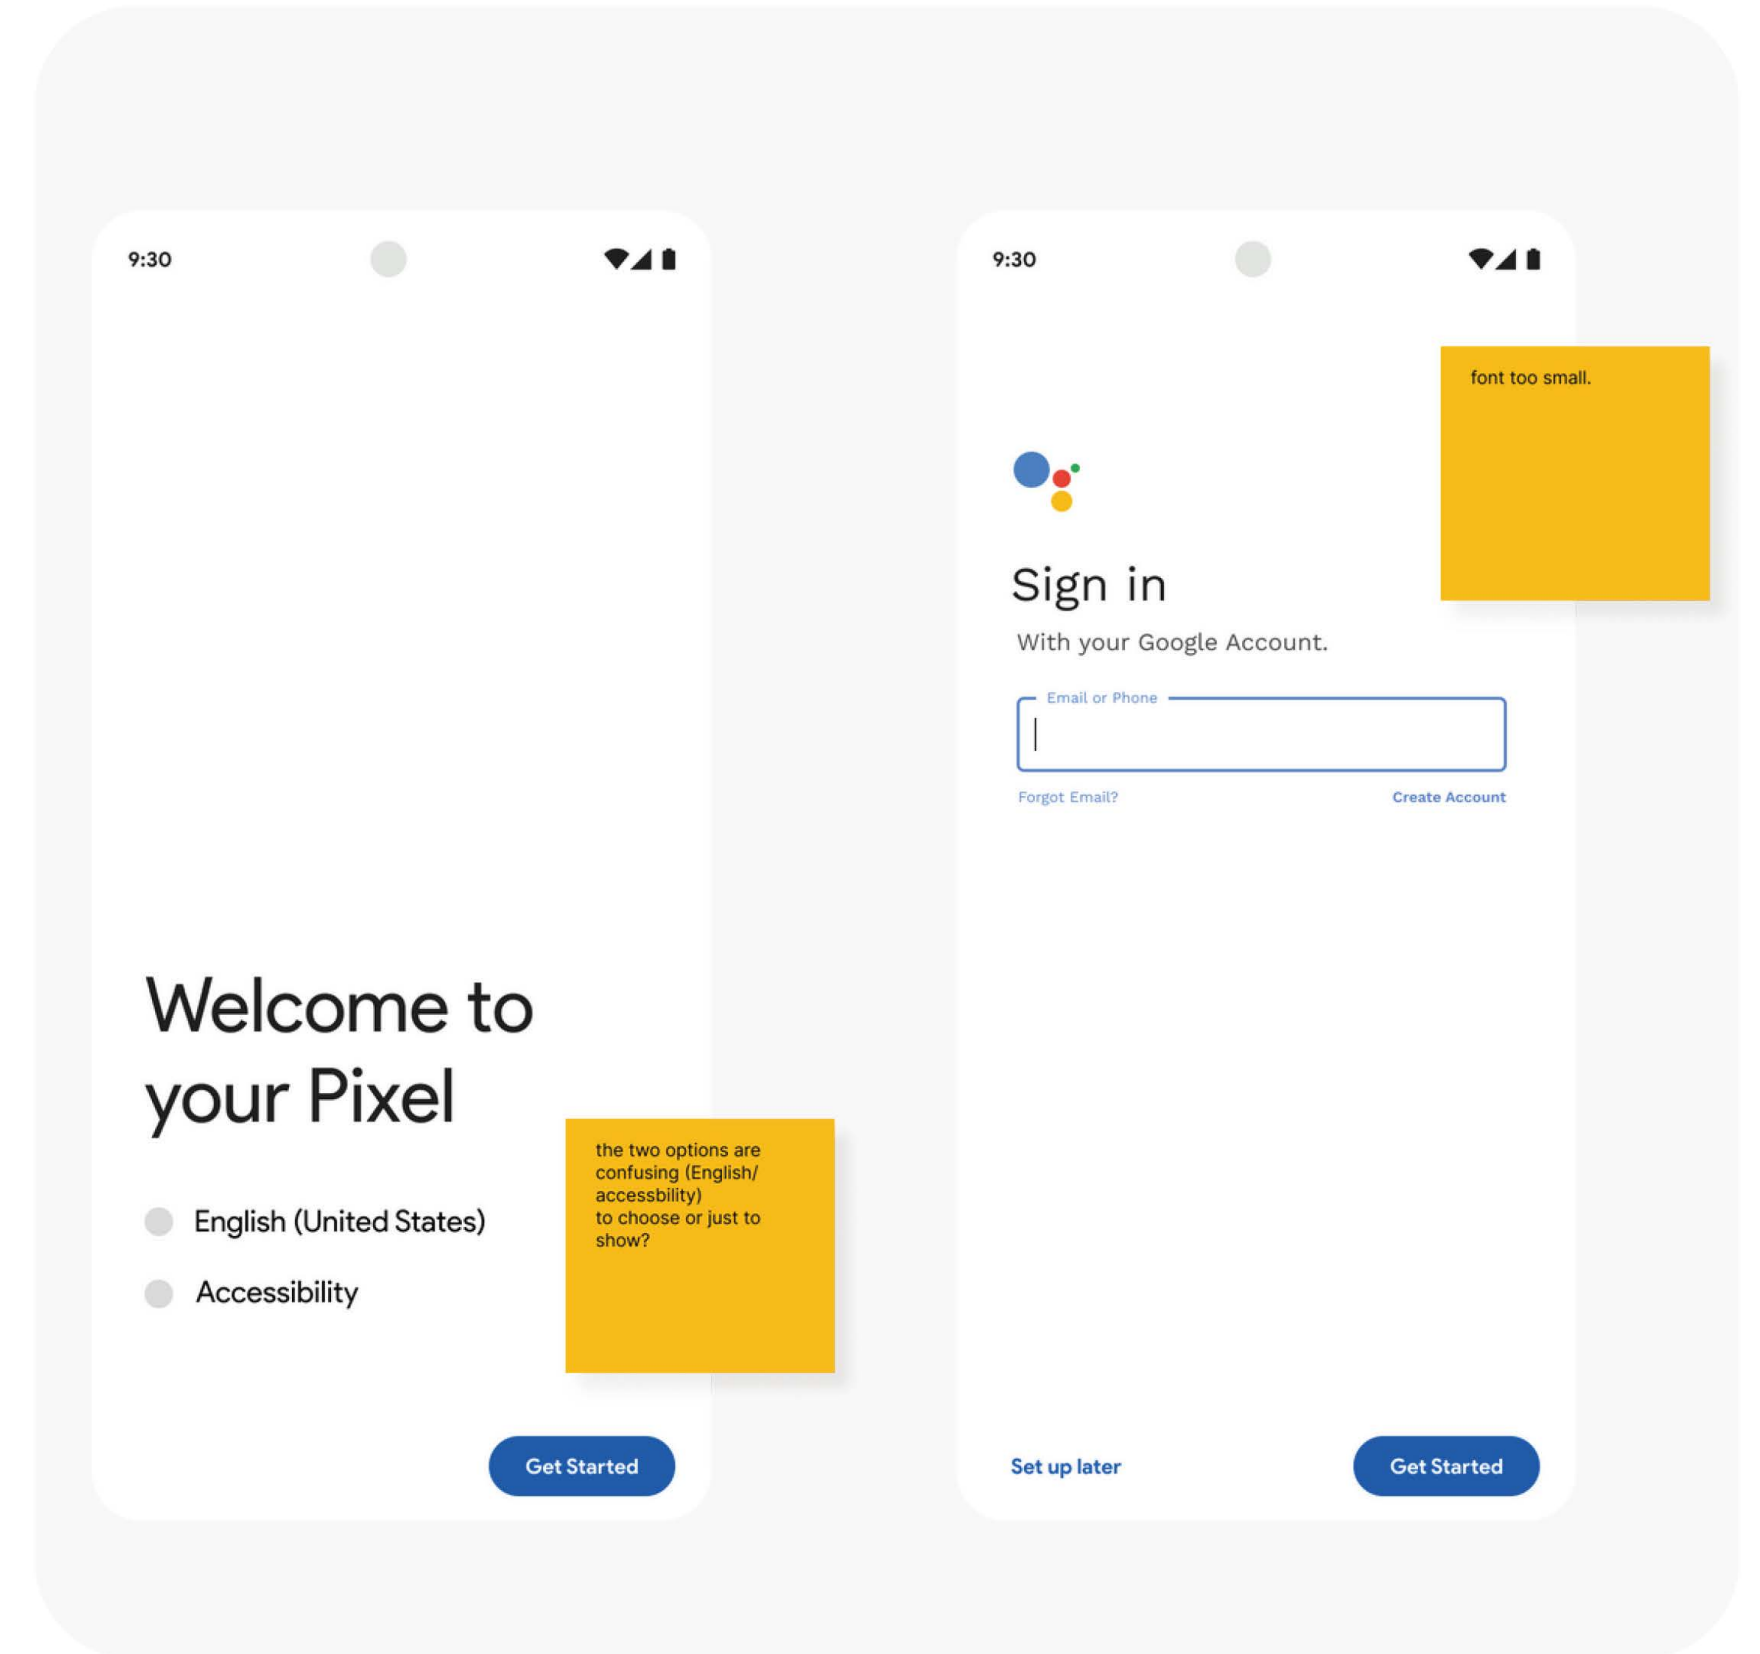 9:30
Welcome to
your Pixel
English (United States)
Accessibility
the two options are
confusing (English/
accessbility)
to choose or just to
show?
Get Started
9:30
font too small.
Sign in
With your Google Account.
Email or Phone
Forgot Email?
Create Account
Set up later
Get Started